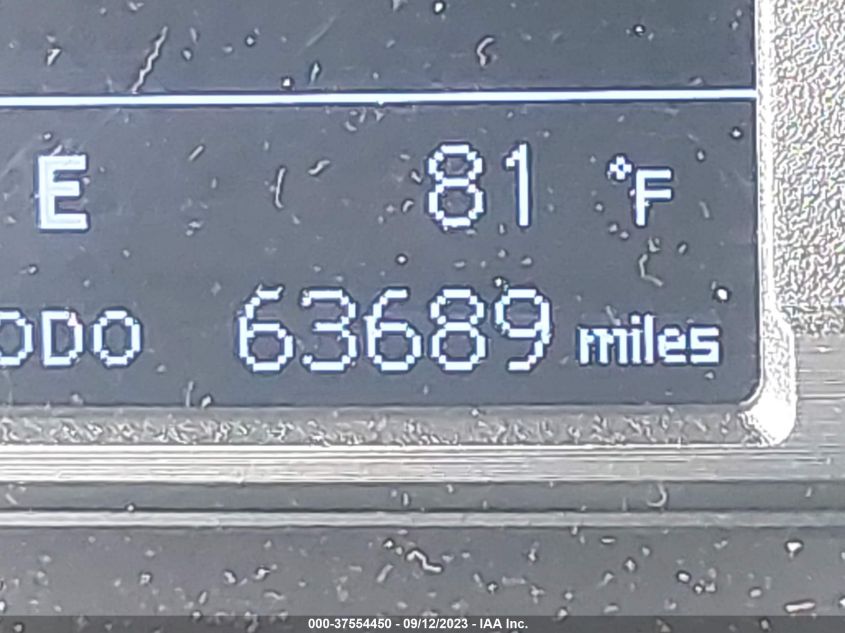 E 81 °F
ODO 63689 miles
000-37554450 - 09/12/2023 - IAA Inc.